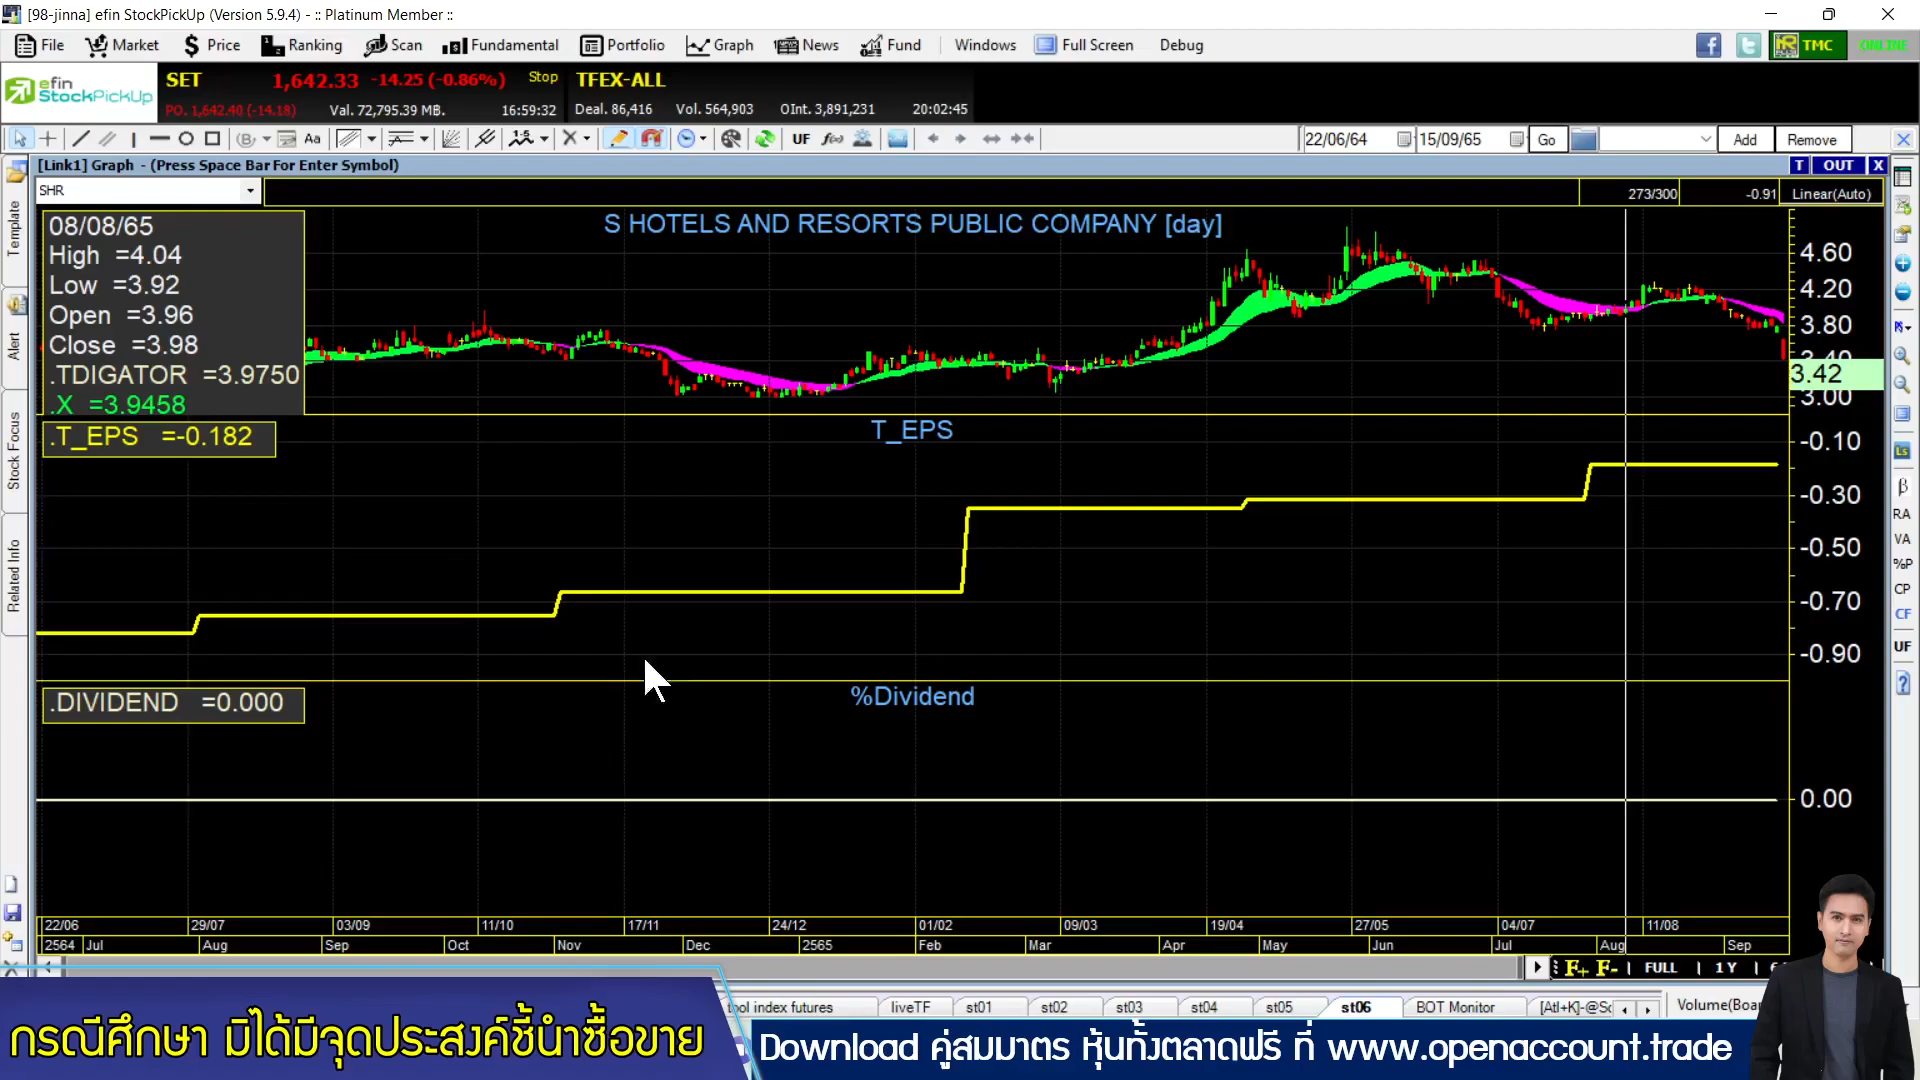 [98-jinna] efin StockPickUp (Version 5.9.4) - :: Platinum Member ::
File Market Price Ranking Scan Fundamental Portfolio Graph News Fund Windows Full Screen Debug TMC ONLINE
efin StockPickUp
SET 1,642.33 -14.25 (-0.86%) Stop TFEX-ALL
PO. 1,642.40 (-14.18) Val. 72,795.39 MB. 16:59:32 Deal. 86,416 Vol. 564,903 OInt. 3,891,231 20:02:45
Aa UF f(x) 22/06/64 15/09/65 Go Add Remove
[Link1] Graph - (Press Space Bar For Enter Symbol) T OUT X
SHR 273/300 -0.91 Linear(Auto)
S HOTELS AND RESORTS PUBLIC COMPANY [day]
08/08/65
High =4.04
Low =3.92
Open =3.96
Close =3.98
.TDIGATOR =3.9750
.X =3.9458
4.60
4.20
3.80
3.40
3.42
3.00
.T_EPS =-0.182
T_EPS
-0.10
-0.30
-0.50
-0.70
-0.90
.DIVIDEND =0.000
%Dividend
0.00
Template
Alert
Stock Focus
Related Info
Ls
β
RA
VA
%P
CP
CF
UF
?
22/06 29/07 03/09 11/10 17/11 24/12 01/02 09/03 19/04 27/05 04/07 11/08
2564 Jul Aug Sep Oct Nov Dec 2565 Feb Mar Apr May Jun Jul Aug Sep
F+ F- | FULL | 1Y |
tool index futures liveTF st01 st02 st03 st04 st05 st06 BOT Monitor [Atl+K]-@Sc Volume(Boar
กรณีศึกษา มิได้มีจุดประสงค์ชี้นำซื้อขาย
Download คู่สมมาตร หุ้นทั้งตลาดฟรี ที่ www.openaccount.trade